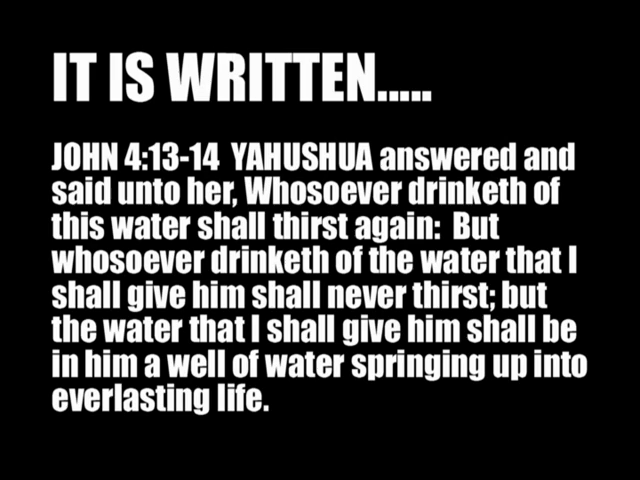 IT IS WRITTEN.....
JOHN 4:13-14  YAHUSHUA answered and
said unto her, Whosoever drinketh of
this water shall thirst again:  But
whosoever drinketh of the water that I
shall give him shall never thirst; but
the water that I shall give him shall be
in him a well of water springing up into
everlasting life.